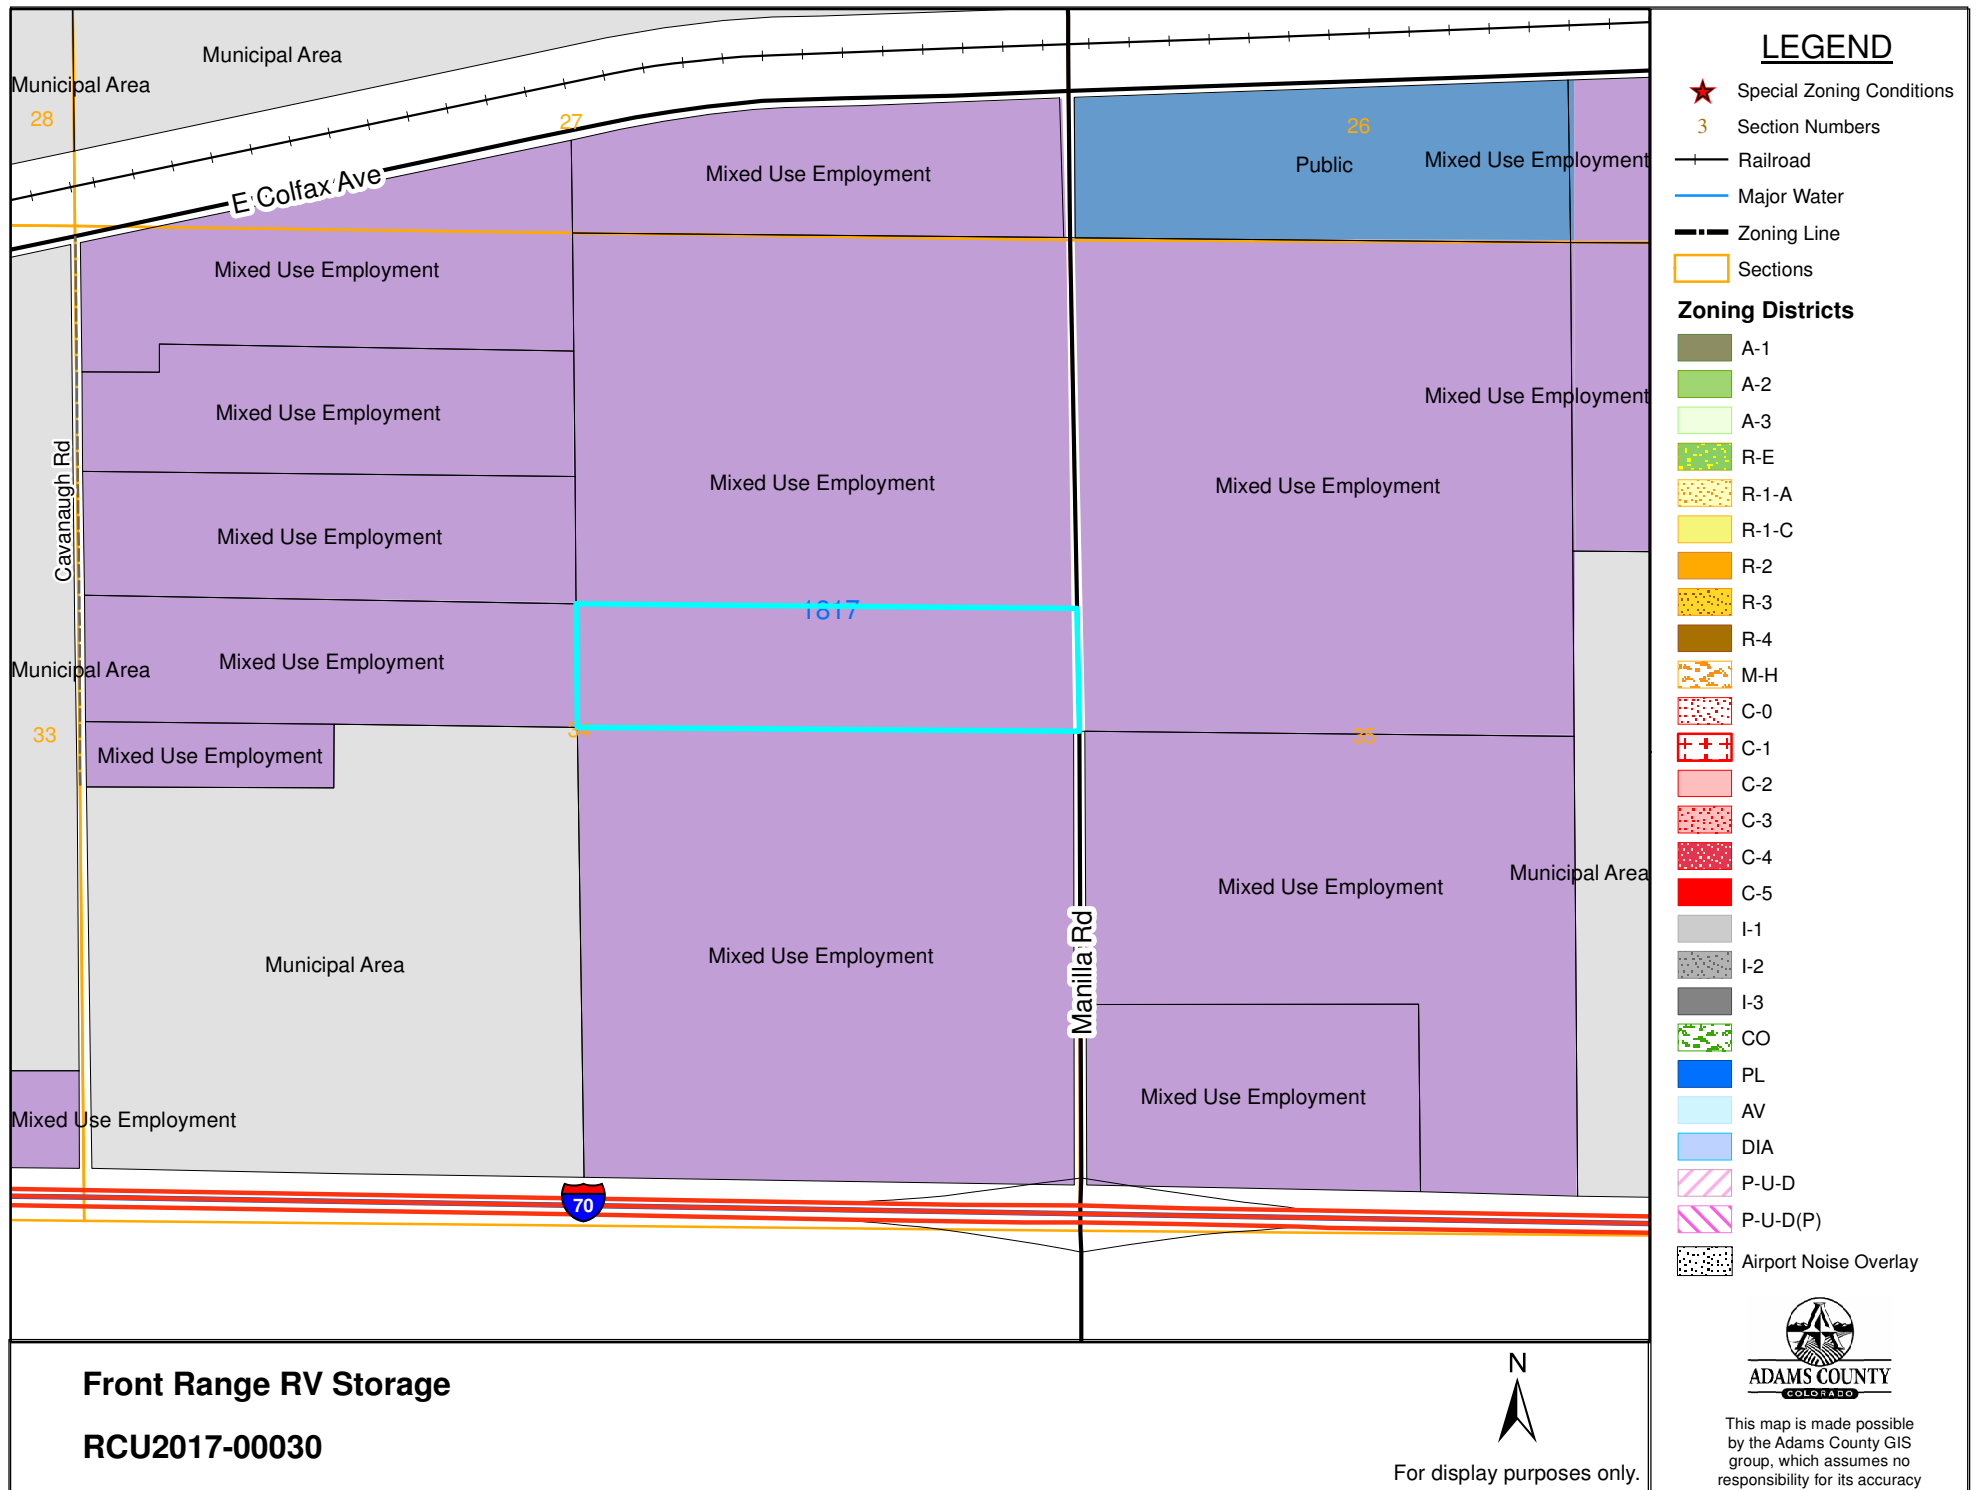 Municipal Area
Municipal Area
28
27
26
E Colfax Ave
Mixed Use Employment
Public
Mixed Use Employment
Mixed Use Employment
Mixed Use Employment
Mixed Use Employment
Cavanaugh Rd
Mixed Use Employment
Mixed Use Employment
Mixed Use Employment
1817
Municipal Area
Mixed Use Employment
33
34
35
Mixed Use Employment
Municipal Area
Mixed Use Employment
Municipal Area
Mixed Use Employment
Manilla Rd
Mixed Use Employment
Mixed Use Employment
70
Front Range RV Storage
RCU2017-00030
N
For display purposes only.
LEGEND
Special Zoning Conditions
3 Section Numbers
Railroad
Major Water
Zoning Line
Sections
Zoning Districts
A-1
A-2
A-3
R-E
R-1-A
R-1-C
R-2
R-3
R-4
M-H
C-0
C-1
C-2
C-3
C-4
C-5
I-1
I-2
I-3
CO
PL
AV
DIA
P-U-D
P-U-D(P)
Airport Noise Overlay
ADAMS COUNTY
COLORADO
This map is made possible
by the Adams County GIS
group, which assumes no
responsibility for its accuracy